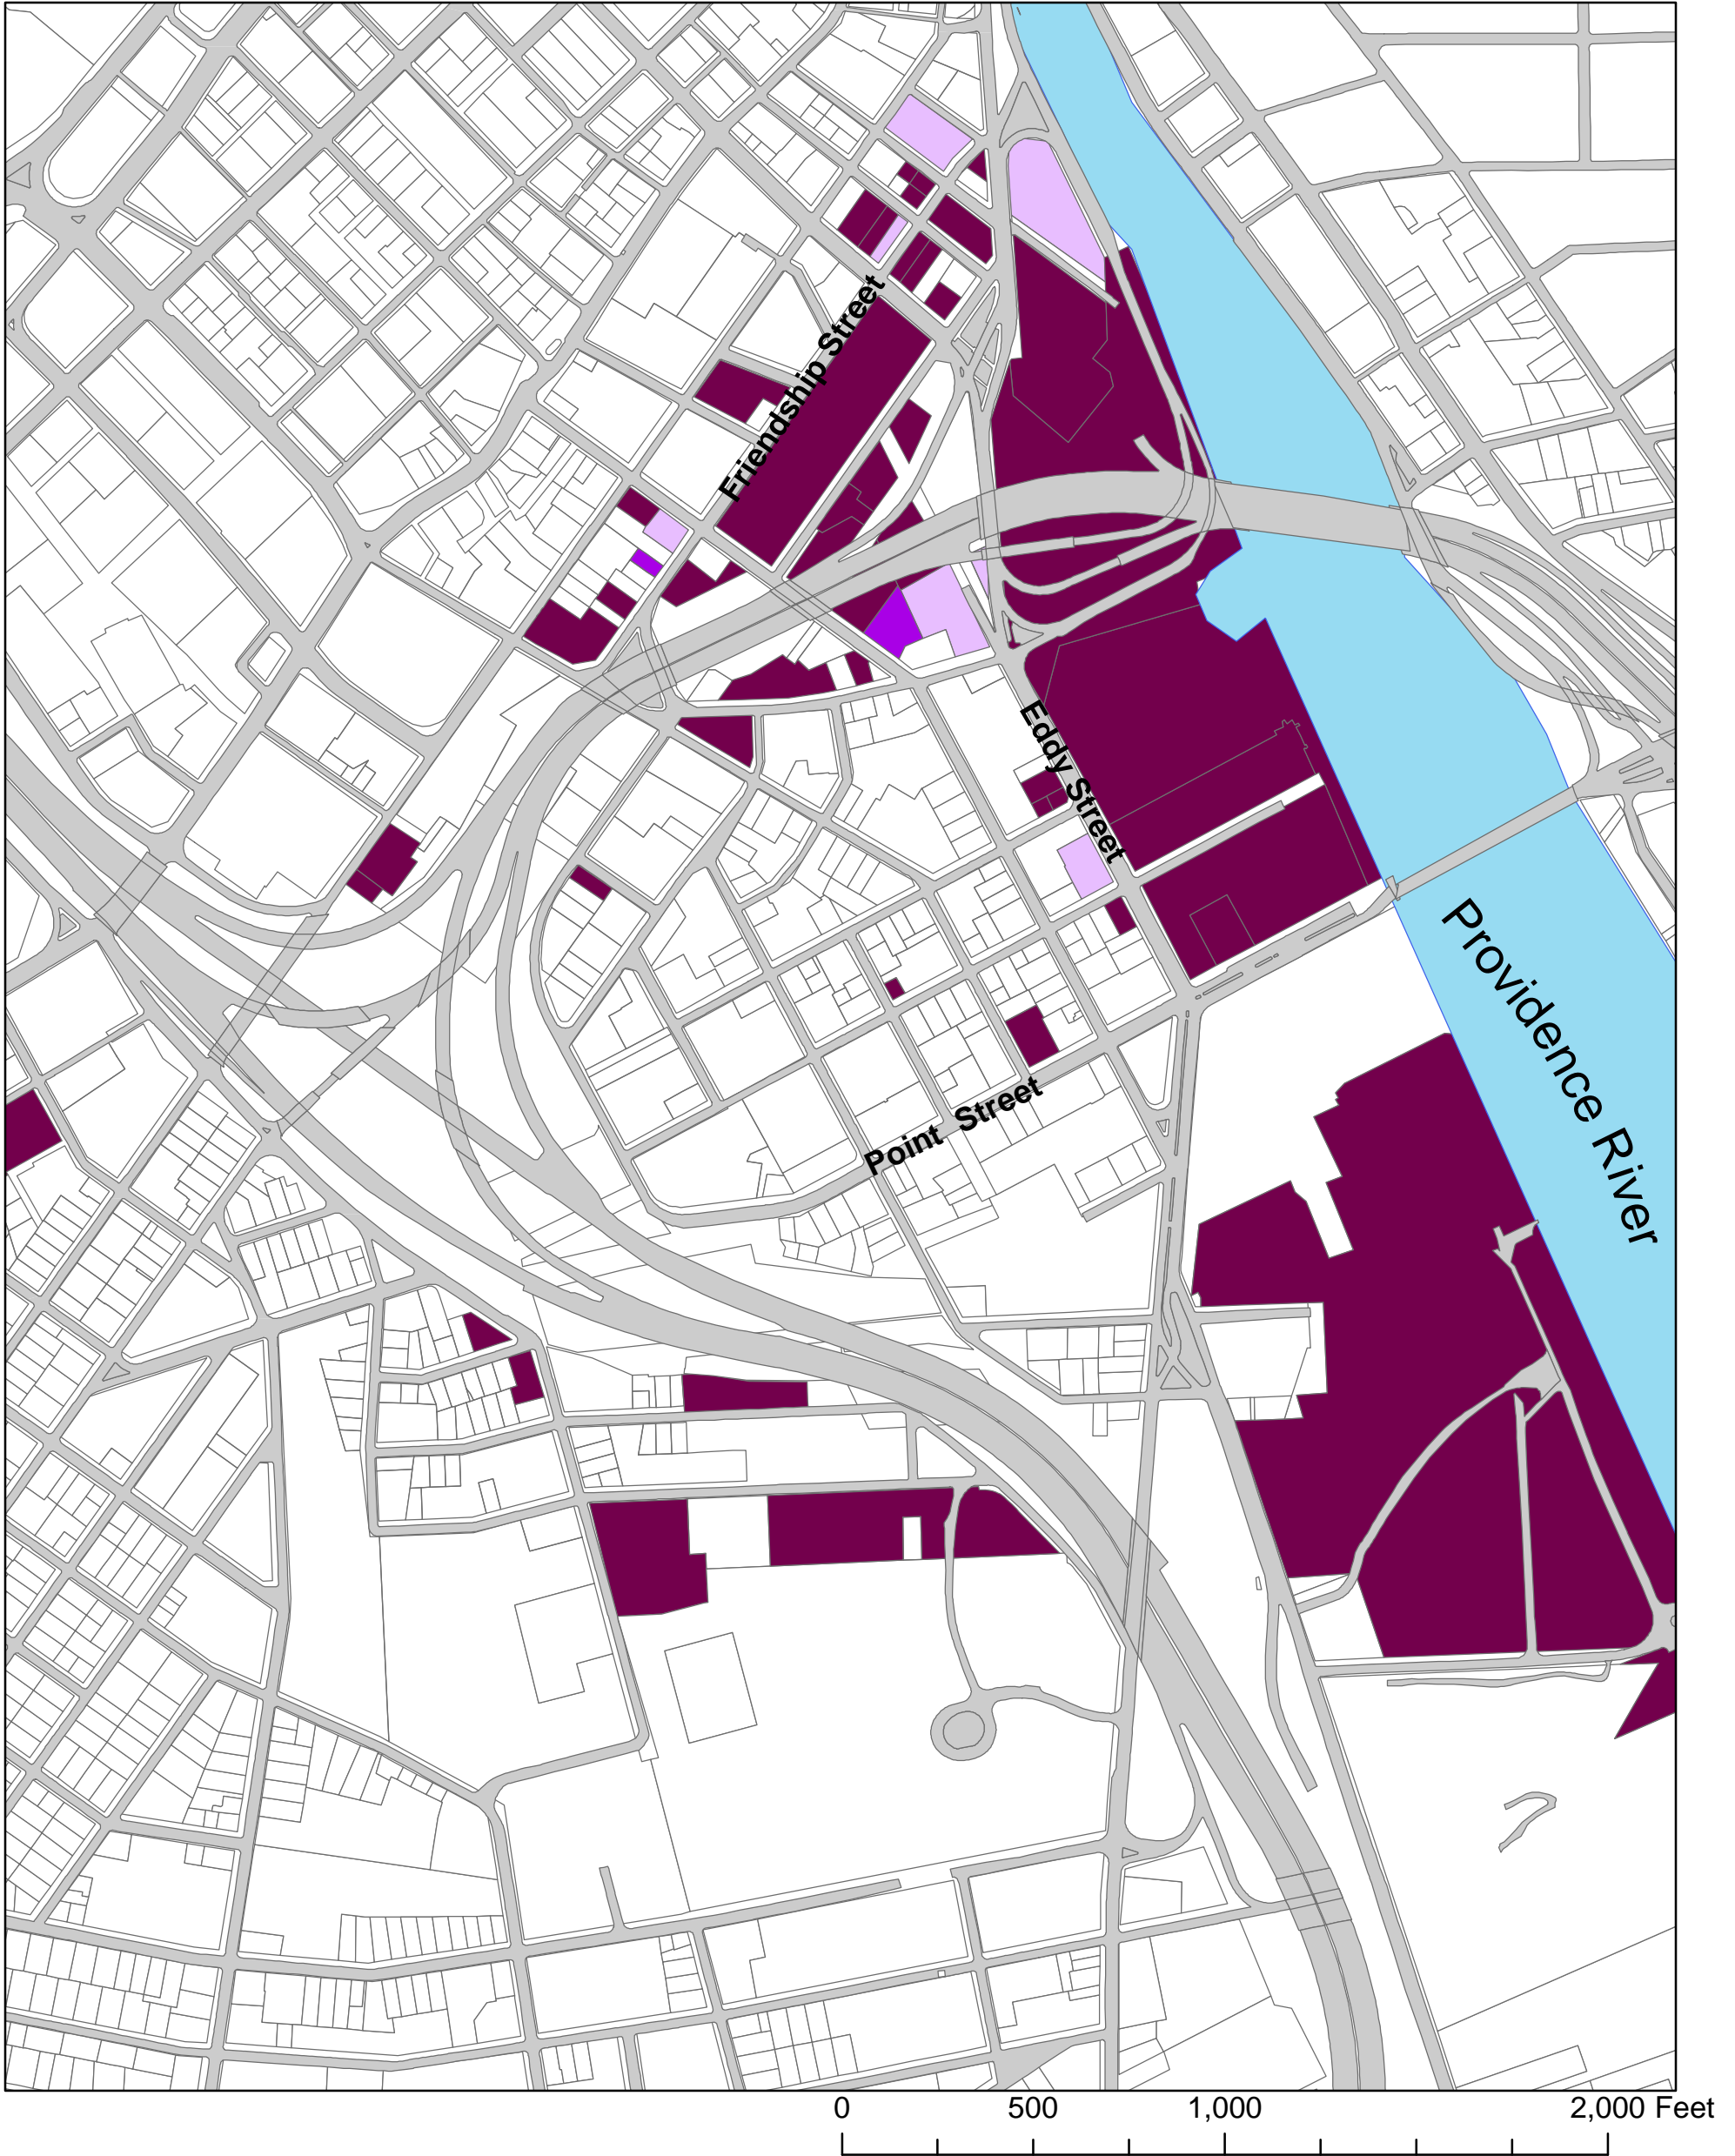 Friendship Street
Eddy Street
Providence River
Point Street
0 500 1,000 2,000 Feet